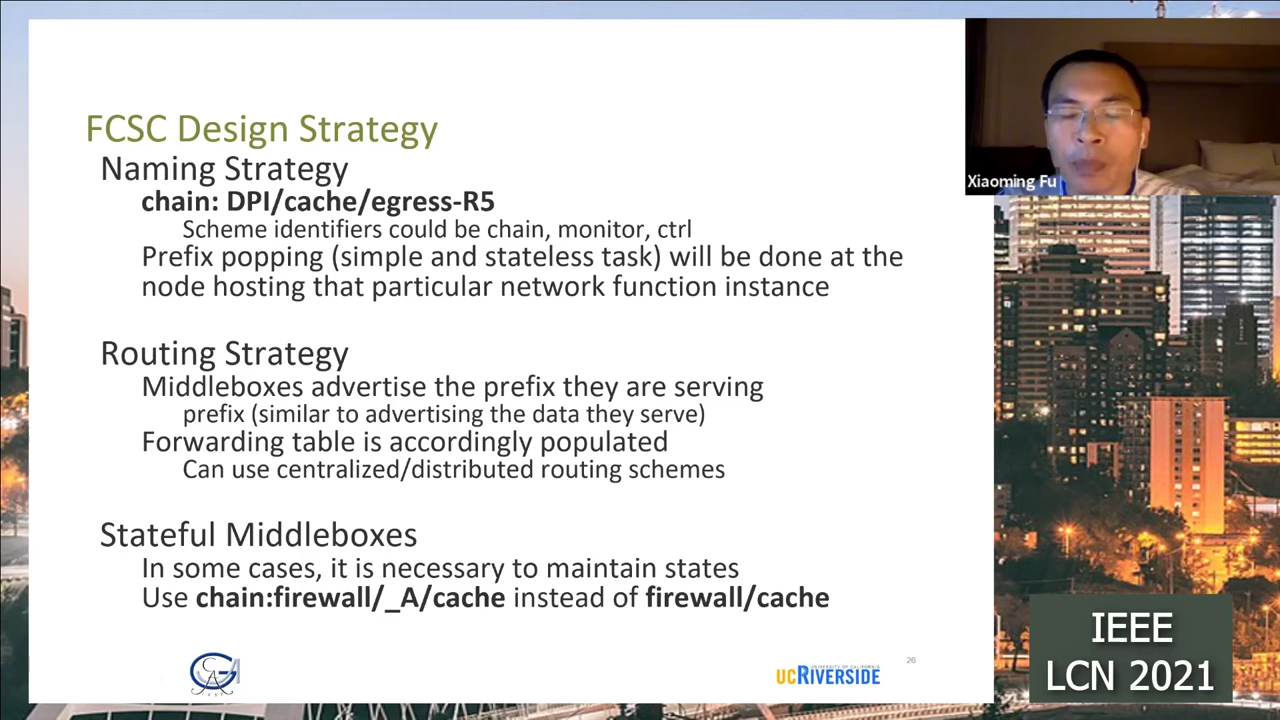 FCSC Design Strategy
Naming Strategy
chain: DPI/cache/egress-R5
Scheme identifiers could be chain, monitor, ctrl
Prefix popping (simple and stateless task) will be done at the
node hosting that particular network function instance
Routing Strategy
Middleboxes advertise the prefix they are serving
prefix (similar to advertising the data they serve)
Forwarding table is accordingly populated
Can use centralized/distributed routing schemes
Stateful Middleboxes
In some cases, it is necessary to maintain states
Use chain:firewall/_A/cache instead of firewall/cache
UNIVERSITY OF CALIFORNIA
UCRIVERSIDE
26
Xiaoming Fu
IEEE
LCN 2021